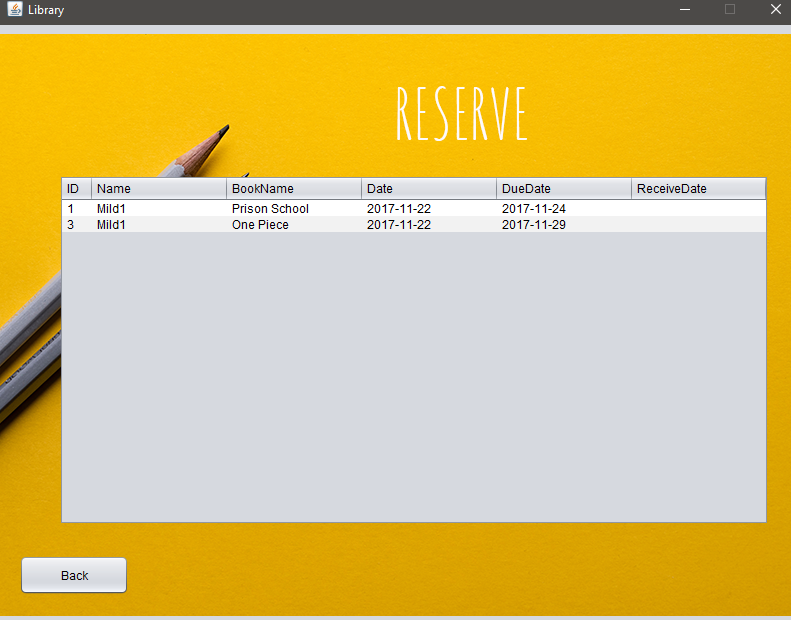 Library
RESERVE
ID Name BookName Date DueDate ReceiveDate
1 Mild1 Prison School 2017-11-22 2017-11-24
3 Mild1 One Piece 2017-11-22 2017-11-29
Back